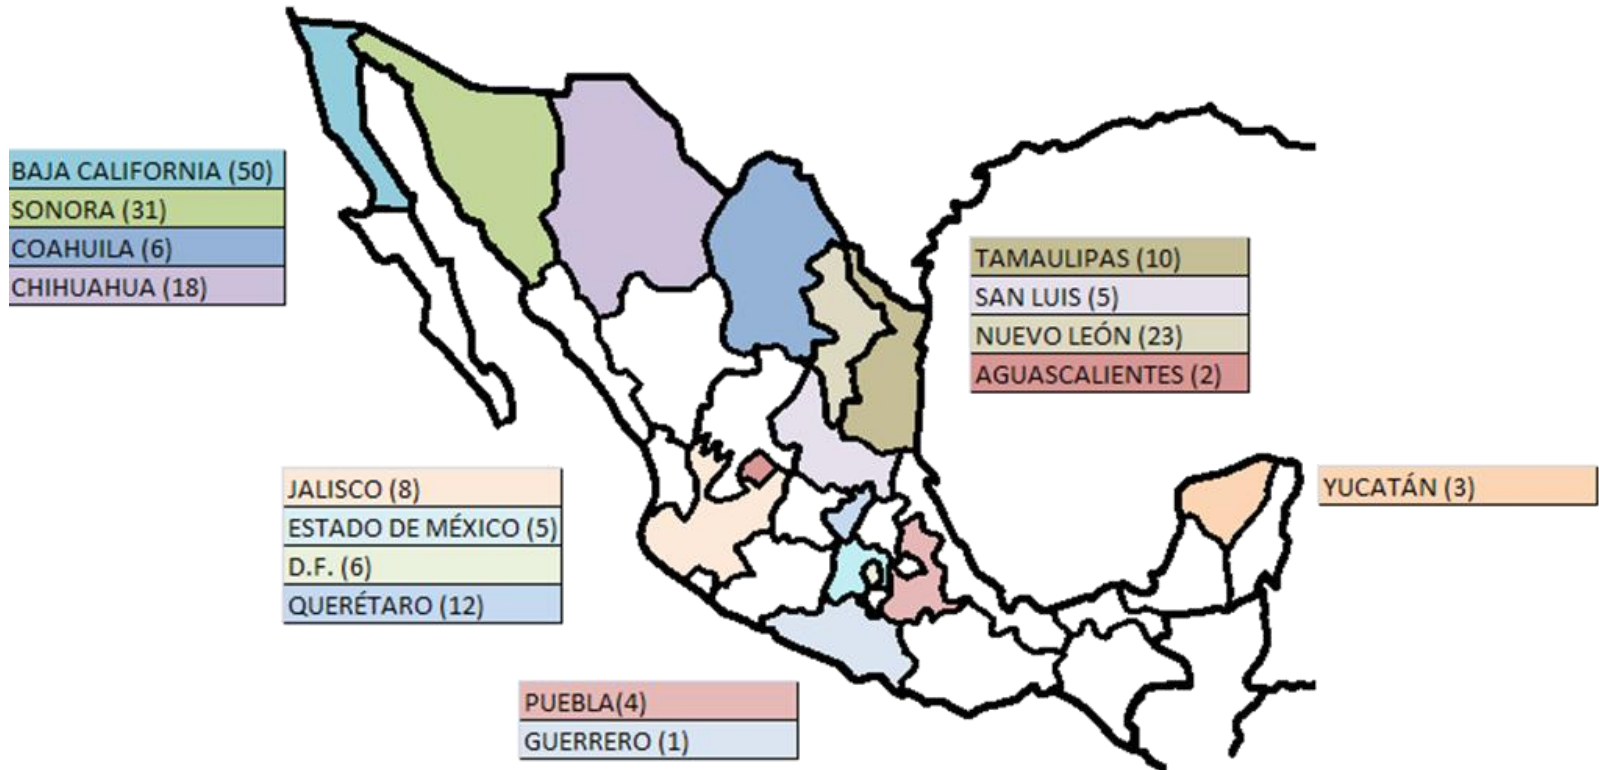 BAJA CALIFORNIA (50)
SONORA (31)
COAHUILA (6)
CHIHUAHUA (18)
TAMAULIPAS (10)
SAN LUIS (5)
NUEVO LEÓN (23)
AGUASCALIENTES (2)
JALISCO (8)
ESTADO DE MÉXICO (5)
D.F. (6)
QUERÉTARO (12)
YUCATÁN (3)
PUEBLA(4)
GUERRERO (1)